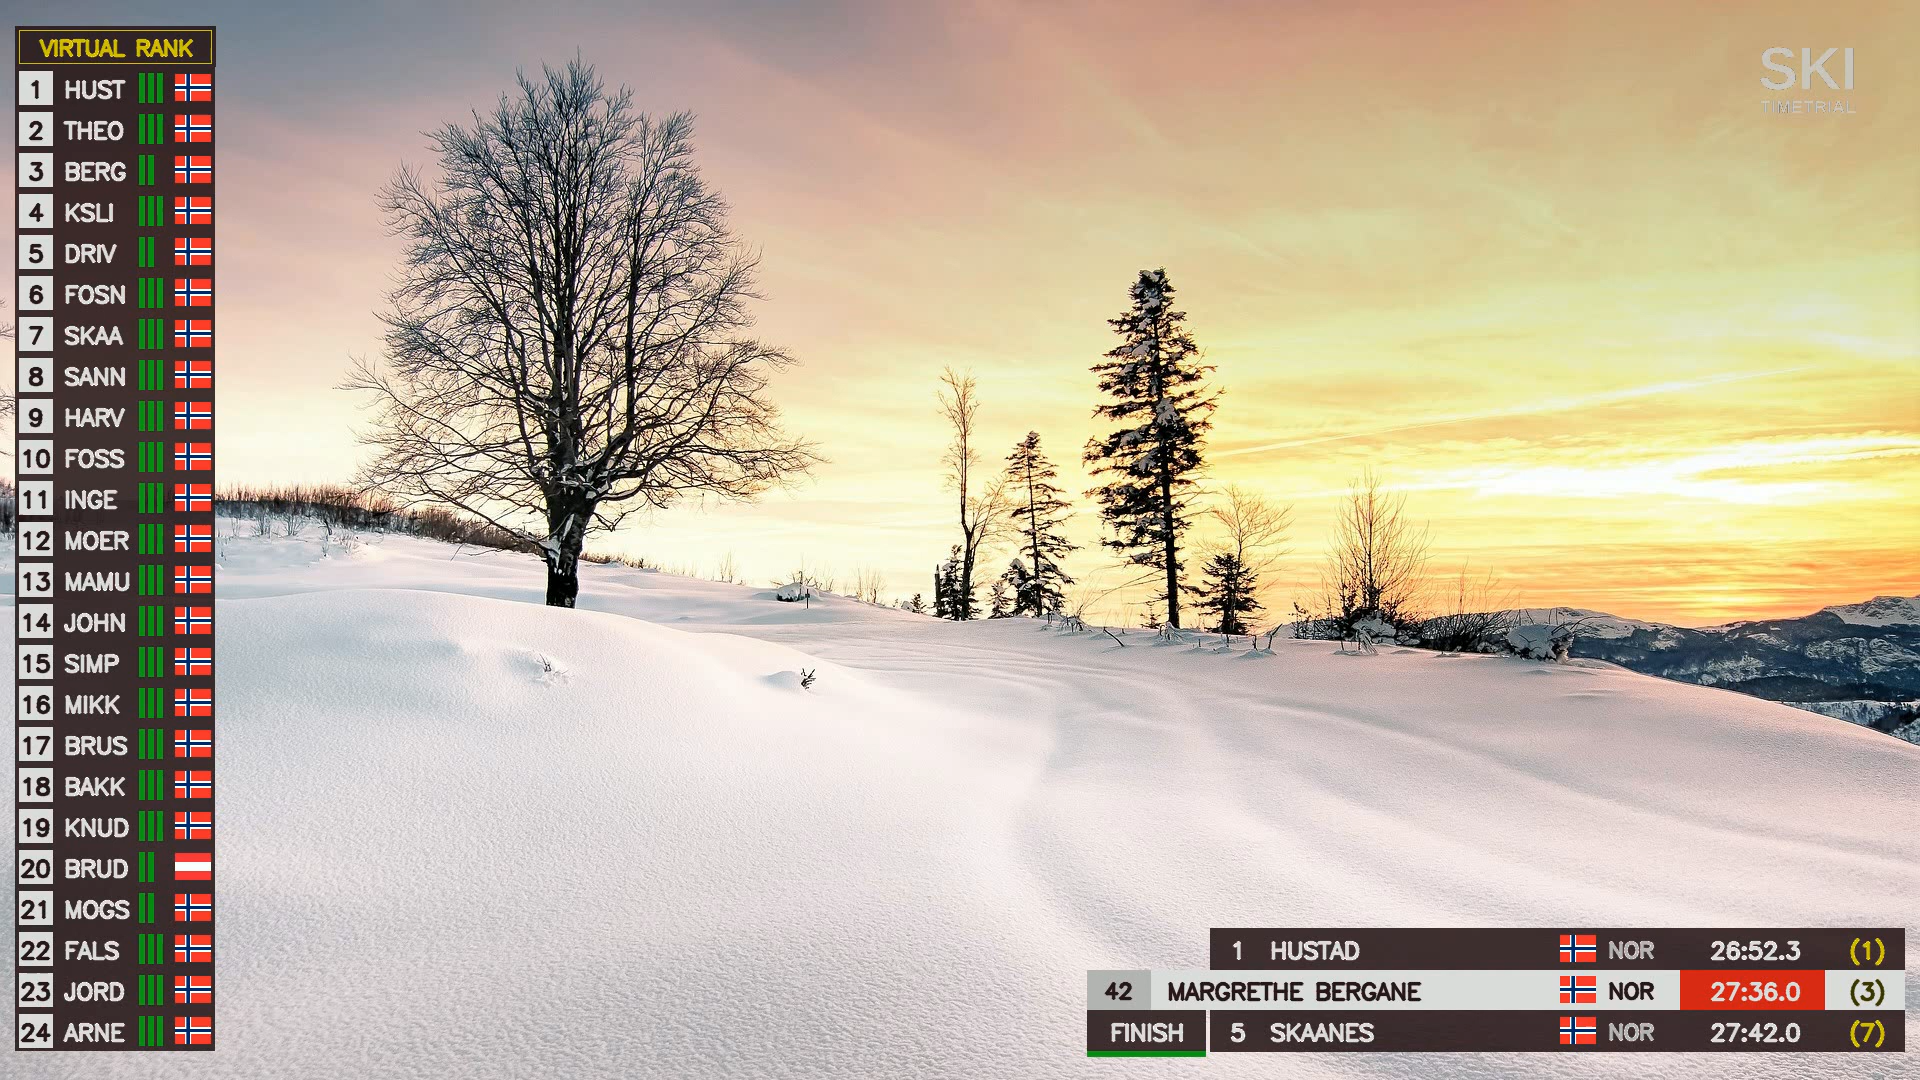 VIRTUAL RANK
1 HUST
2 THEO
3 BERG
4 KSLI
5 DRIV
6 FOSN
7 SKAA
8 SANN
9 HARV
10 FOSS
11 INGE
12 MOER
13 MAMU
14 JOHN
15 SIMP
16 MIKK
17 BRUS
18 BAKK
19 KNUD
20 BRUD
21 MOGS
22 FALS
23 JORD
24 ARNE
SKI
TIMETRIAL
1 HUSTAD NOR 26:52.3 (1)
42 MARGRETHE BERGANE NOR 27:36.0 (3)
FINISH 5 SKAANES NOR 27:42.0 (7)